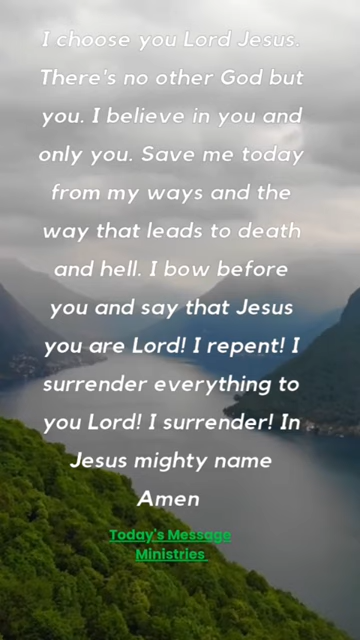 I choose you Lord Jesus.
There's no other God but
you. I believe in you and
only you. Save me today
from my ways and the
way that leads to death
and hell. I bow before
you and say that Jesus
you are Lord! I repent! I
surrender everything to
you Lord! I surrender! In
Jesus mighty name
Amen
Today's Message
Ministries